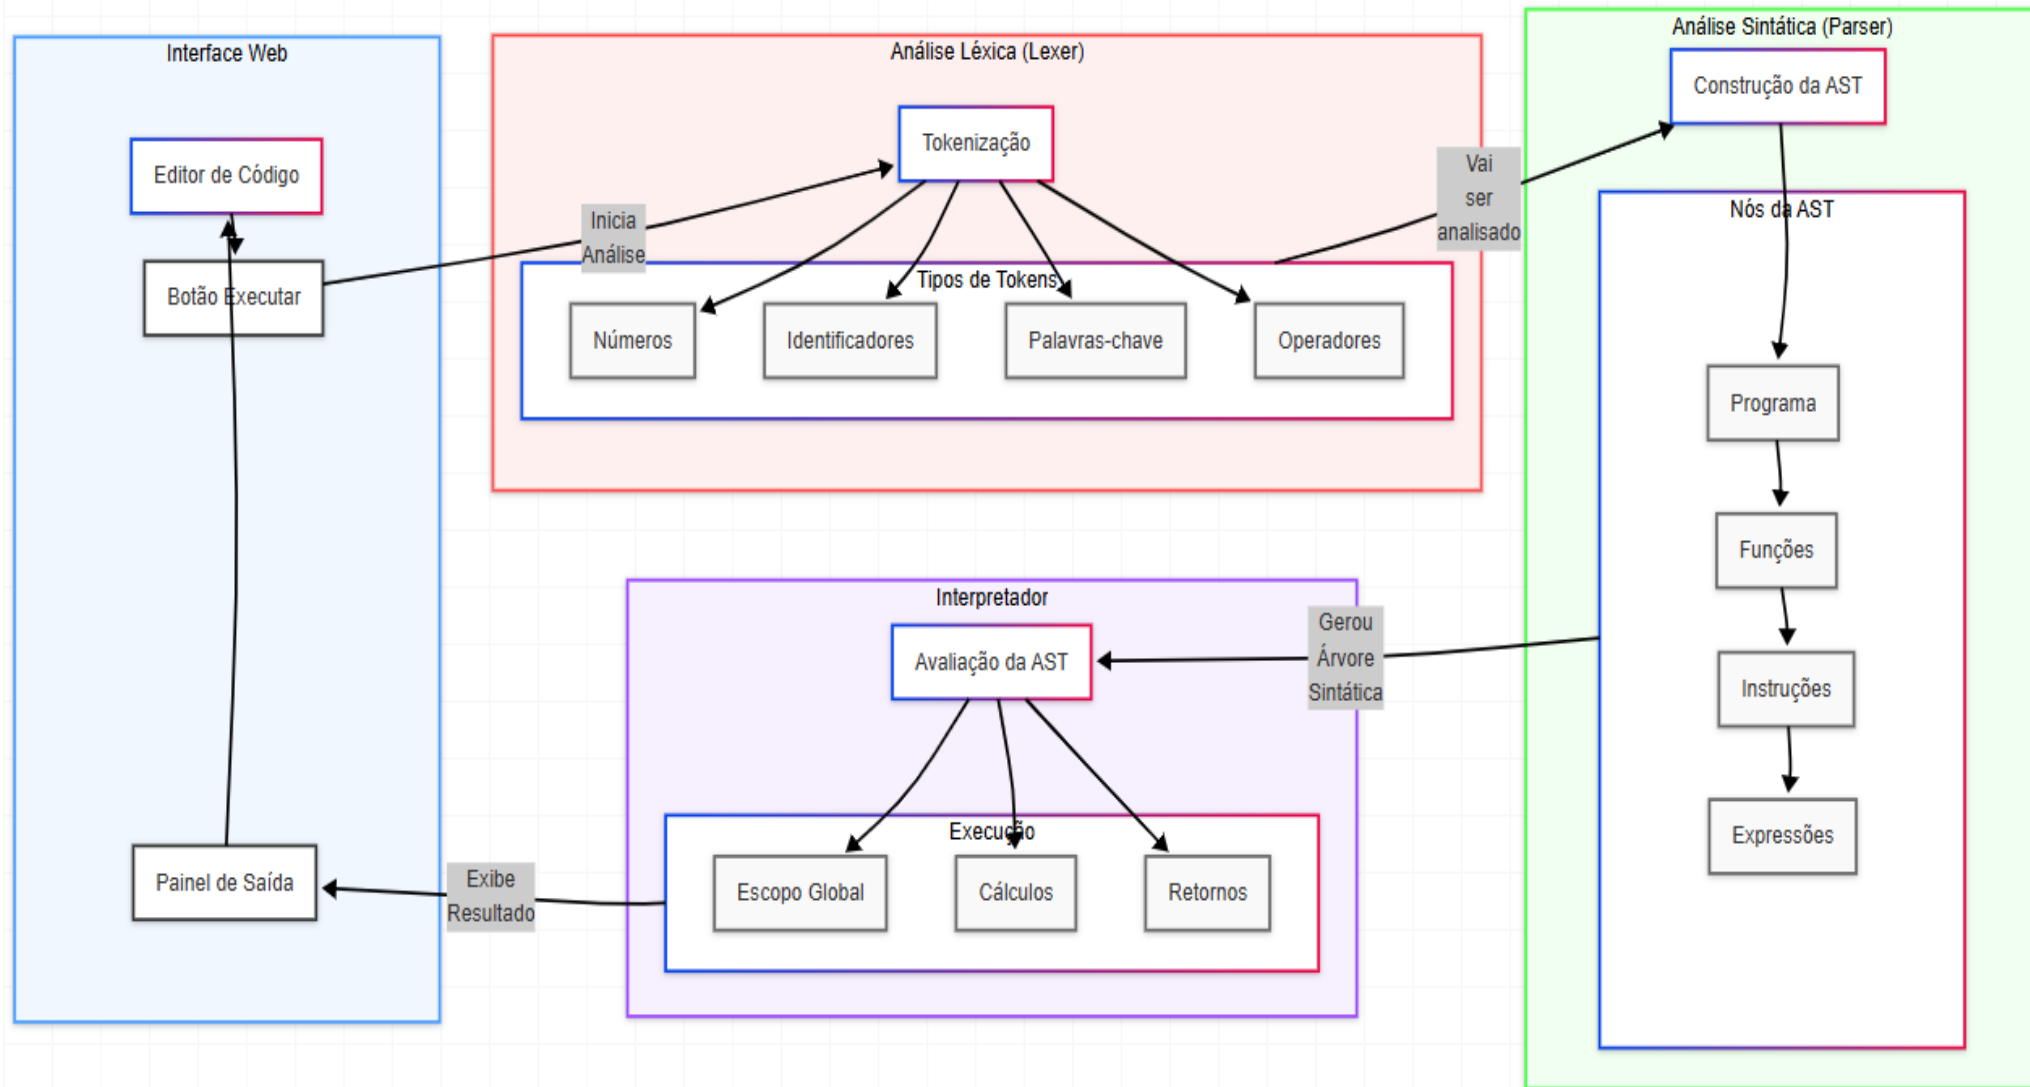 Interface Web
Editor de Código
Botão Executar
Painel de Saída
Inicia
Análise
Análise Léxica (Lexer)
Tokenização
Tipos de Tokens
Números
Identificadores
Palavras-chave
Operadores
Vai
ser
analisado
Análise Sintática (Parser)
Construção da AST
Nós da AST
Programa
Funções
Instruções
Expressões
Gerou
Árvore
Sintática
Interpretador
Avaliação da AST
Execução
Escopo Global
Cálculos
Retornos
Exibe
Resultado